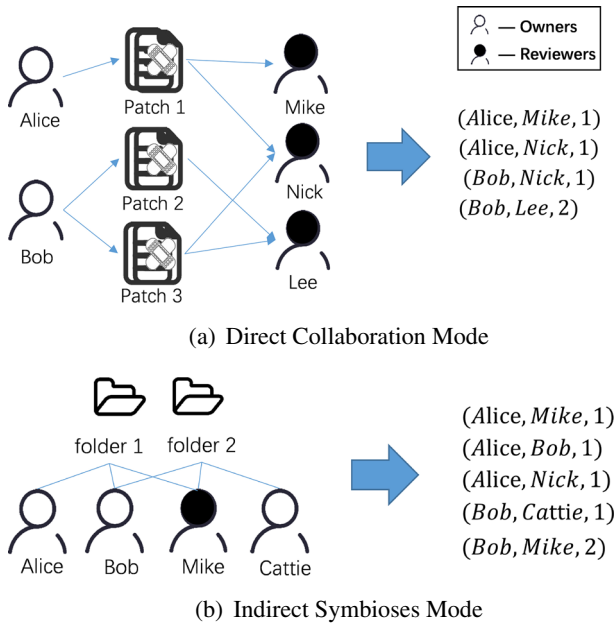 — Owners
— Reviewers
Alice
Patch 1
Mike
Bob
Patch 2
Nick
Patch 3
Lee
(Alice, Mike, 1)
(Alice, Nick, 1)
(Bob, Nick, 1)
(Bob, Lee, 2)
(a) Direct Collaboration Mode
folder 1 folder 2
Alice Bob Mike Cattie
(Alice, Mike, 1)
(Alice, Bob, 1)
(Alice, Nick, 1)
(Bob, Cattie, 1)
(Bob, Mike, 2)
(b) Indirect Symbioses Mode